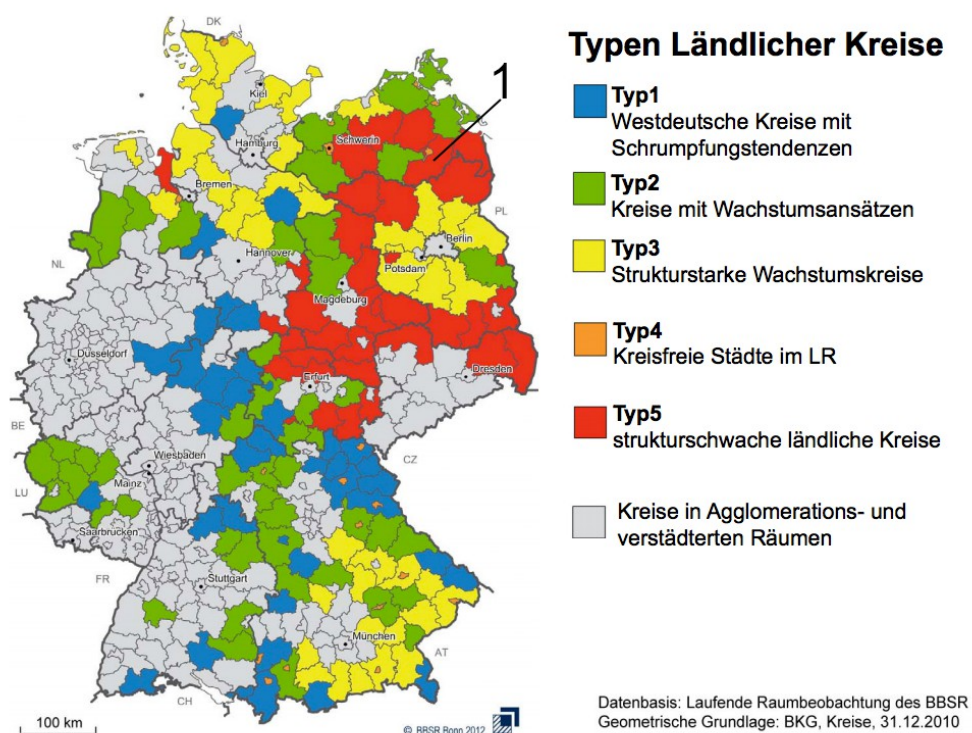 DK
Kiel
1
Schwerin
Hamburg
Bremen
PL
Berlin
NL
Hannover
Potsdam
Magdeburg
Düsseldorf
Erfurt
Dresden
BE
Wiesbaden
CZ
Mainz
LU
Saarbrücken
FR
Stuttgart
München
AT
CH
100 km
© BBSR Bonn 2012
Typen Ländlicher Kreise
Typ1
Westdeutsche Kreise mit
Schrumpfungstendenzen
Typ2
Kreise mit Wachstumsansätzen
Typ3
Strukturstarke Wachstumskreise
Typ4
Kreisfreie Städte im LR
Typ5
strukturschwache ländliche Kreise
Kreise in Agglomerations- und
verstädterten Räumen
Datenbasis: Laufende Raumbeobachtung des BBSR
Geometrische Grundlage: BKG, Kreise, 31.12.2010